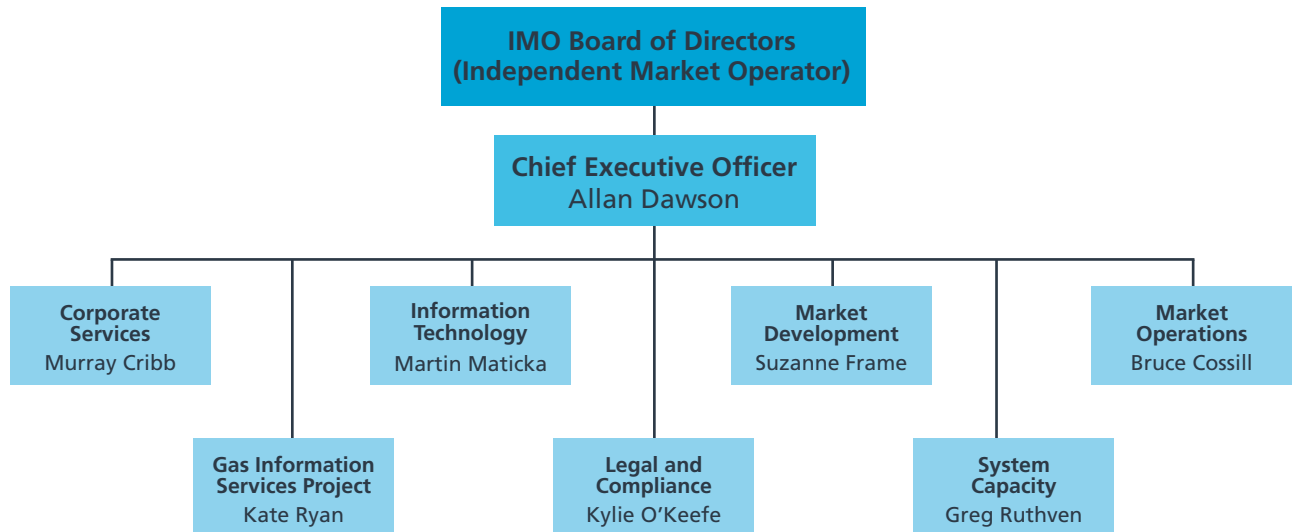 IMO Board of Directors
(Independent Market Operator)
Chief Executive Officer
Allan Dawson
Corporate
Services
Murray Cribb
Information
Technology
Martin Maticka
Market
Development
Suzanne Frame
Market
Operations
Bruce Cossill
Gas Information
Services Project
Kate Ryan
Legal and
Compliance
Kylie O’Keefe
System
Capacity
Greg Ruthven